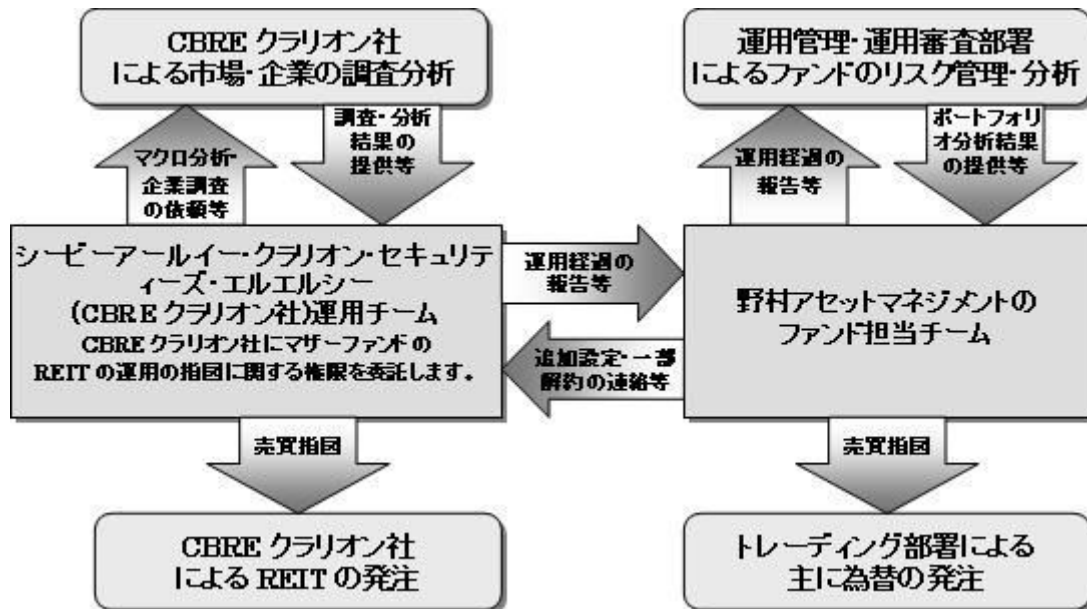 CBRE クラリオン社
による市場・企業の調査分析
運用管理・運用審査部署
によるファンドのリスク管理・分析
マクロ分析・
企業調査
の依頼等
調査・分析
結果の
提供等
運用経過の
報告等
ポートフォリ
オ分析結果
の提供等
シービーアールイー・クラリオン・セキュリテ
ィーズ・エルエルシー
(CBRE クラリオン社)運用チーム
CBRE クラリオン社にマザーファンドの
REIT の運用の指図に関する権限を委託します。
運用経過の
報告等
追加設定・一部
解約の連絡等
野村アセットマネジメントの
ファンド担当チーム
売買指図
売買指図
CBRE クラリオン社
による REIT の発注
トレーディング部署による
主に為替の発注